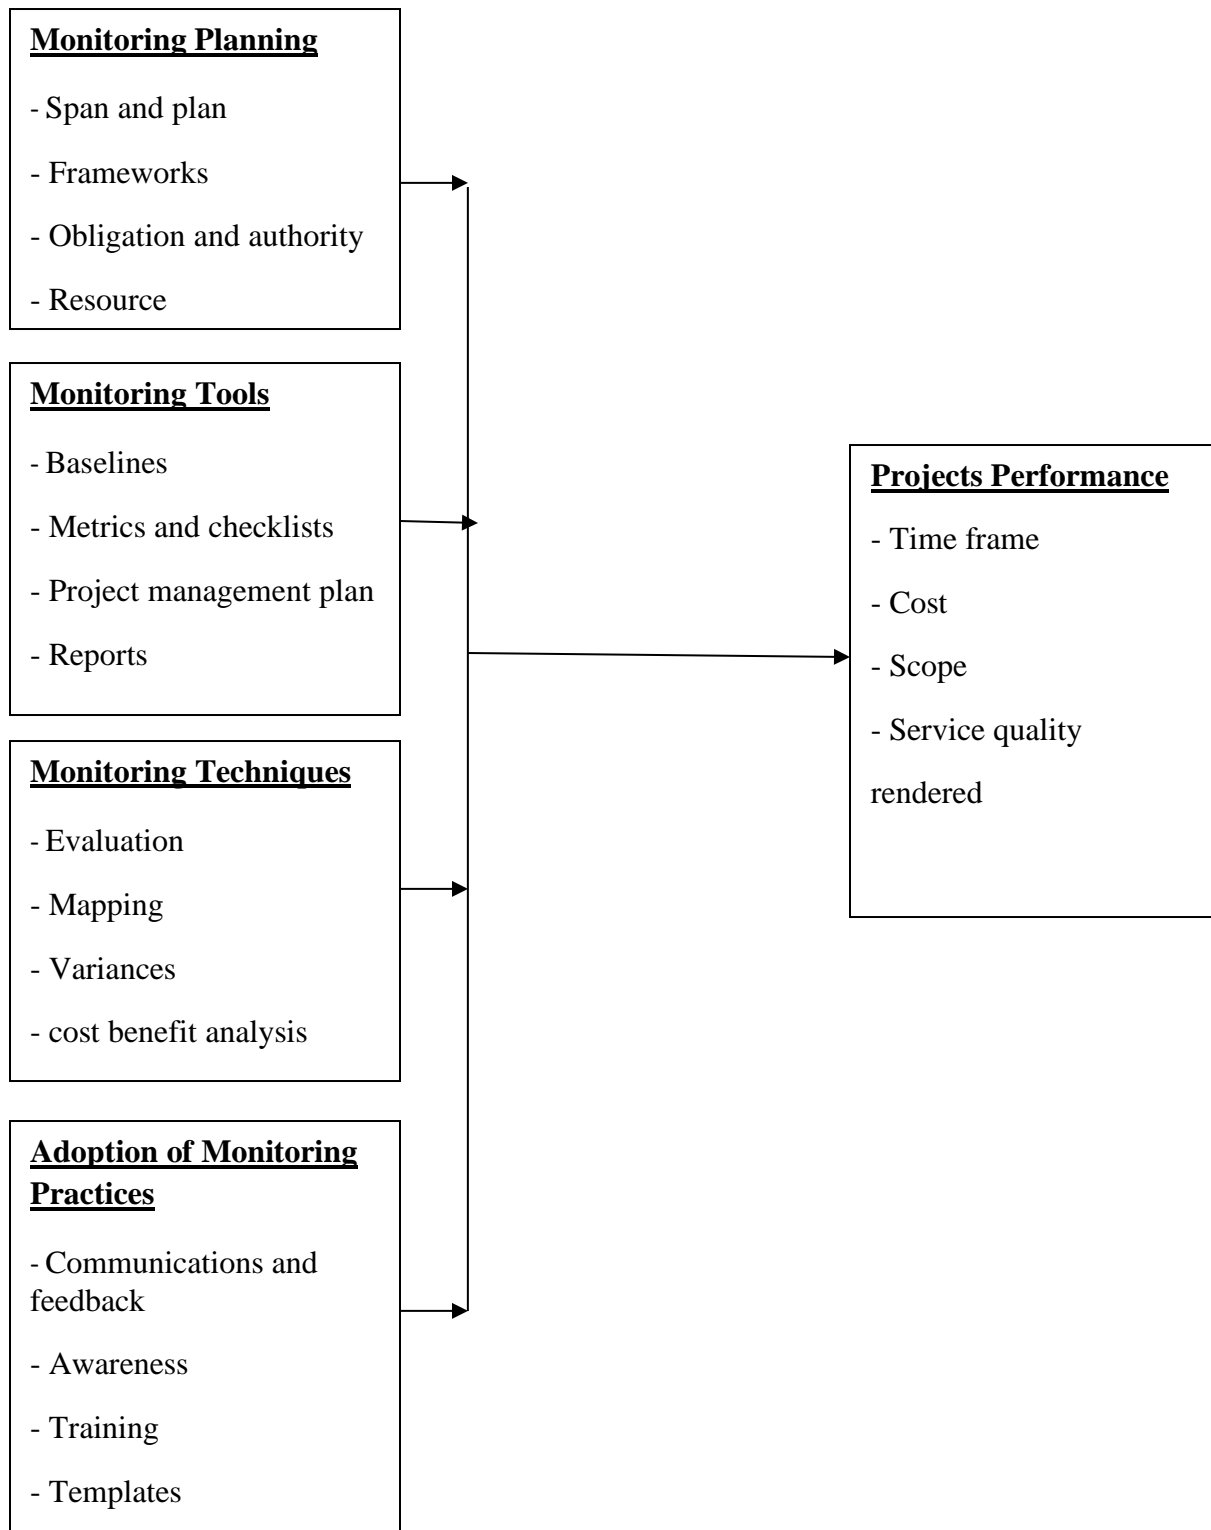 Monitoring Planning
- Span and plan
- Frameworks
- Obligation and authority
- Resource
Monitoring Tools
- Baselines
- Metrics and checklists
- Project management plan
- Reports
Monitoring Techniques
- Evaluation
- Mapping
- Variances
- cost benefit analysis
Adoption of Monitoring
Practices
- Communications and
feedback
- Awareness
- Training
- Templates
Projects Performance
- Time frame
- Cost
- Scope
- Service quality
rendered